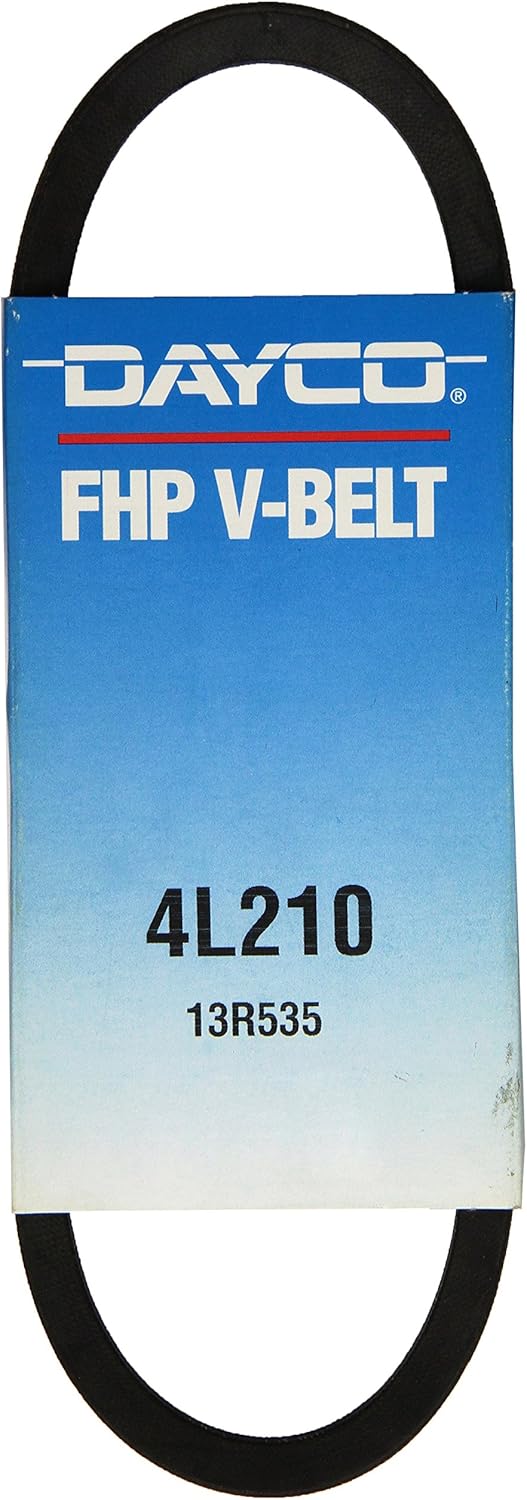 DAYCO®
FHP V-BELT
4L210
13R535